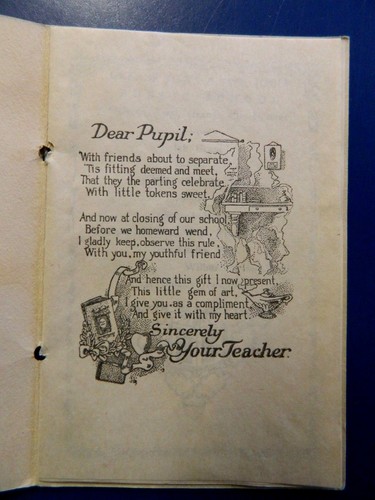 Dear Pupil;
With friends about to separate,
'Tis fitting deemed and meet,
That they the parting celebrate
With little tokens sweet.
And now at closing of our school
Before we homeward wend,
I gladly keep, observe this rule,
With you, my youthful friend
And hence this gift I now present,
This little gem of art,
I give you, as a compliment,
And give it with my heart.
Sincerely
Your Teacher.